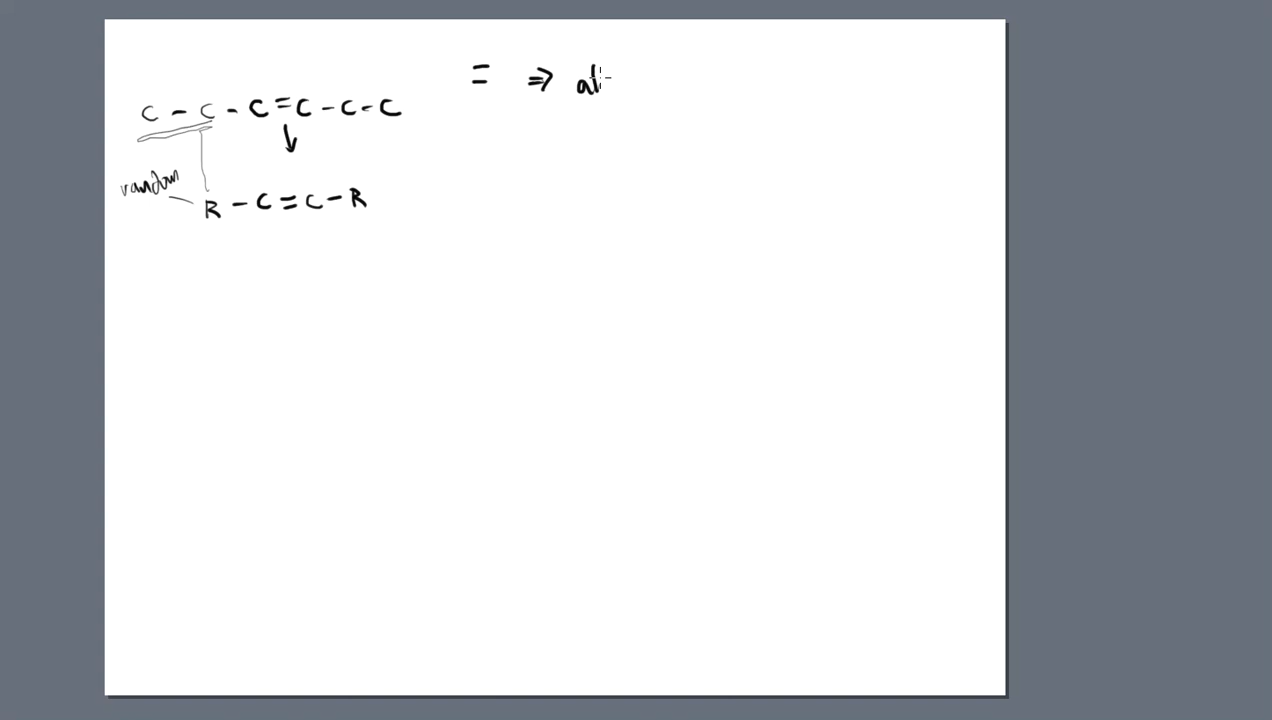 C - C - C = C - C - C
= ⇒ al
↓
random
R - C = C - R